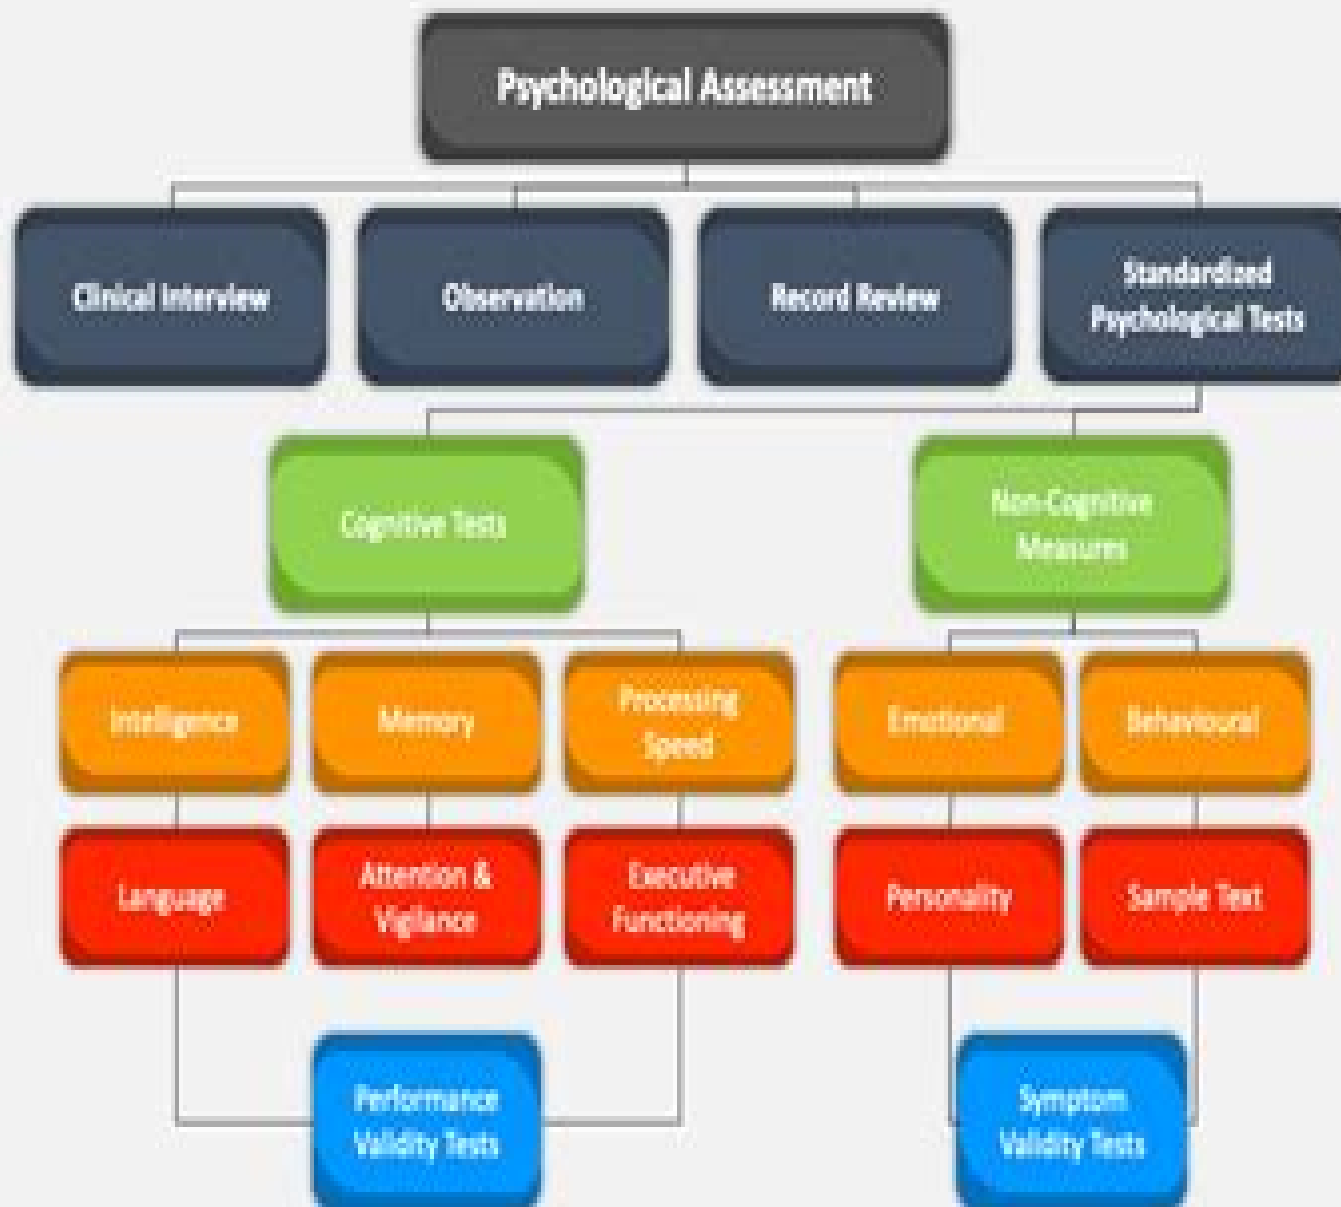 Psychological Assessment
Clinical Interview
Observation
Record Review
Standardized
Psychological Tests
Cognitive Tests
Non-Cognitive
Measures
Intelligence
Memory
Processing
Speed
Emotional
Behavioural
Language
Attention &
Vigilance
Executive
Functioning
Personality
Sample Text
Performance
Validity Tests
Symptom
Validity Tests